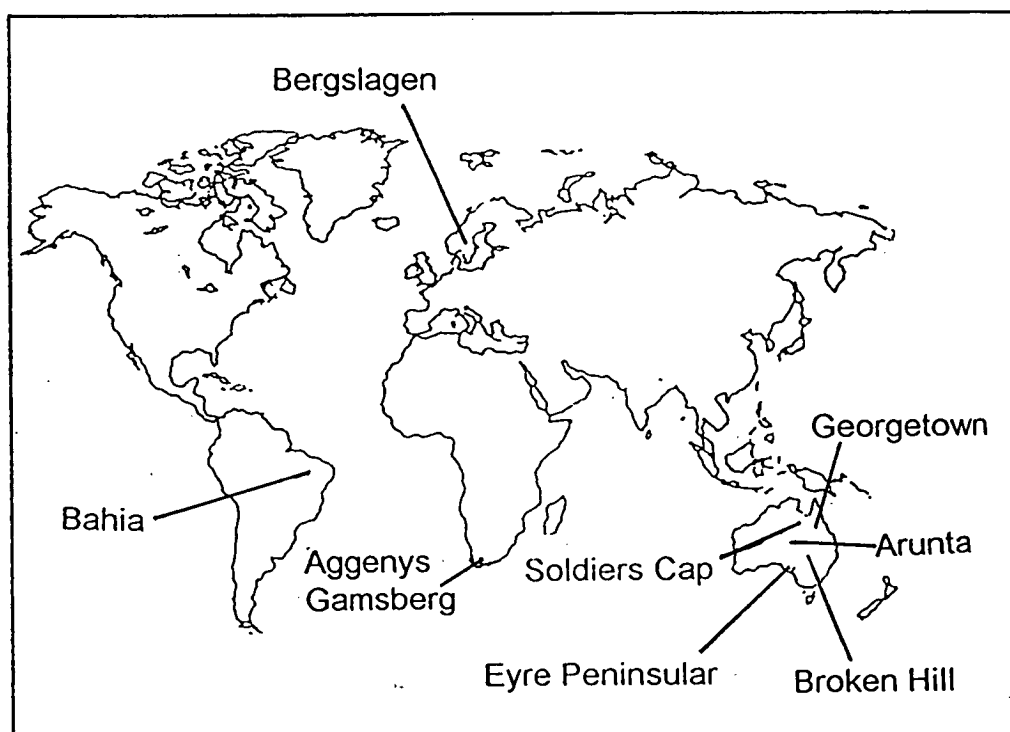 Bergslagen
Georgetown
Bahia
Aggenys
Gamsberg
Soldiers Cap
Arunta
Eyre Peninsular
Broken Hill